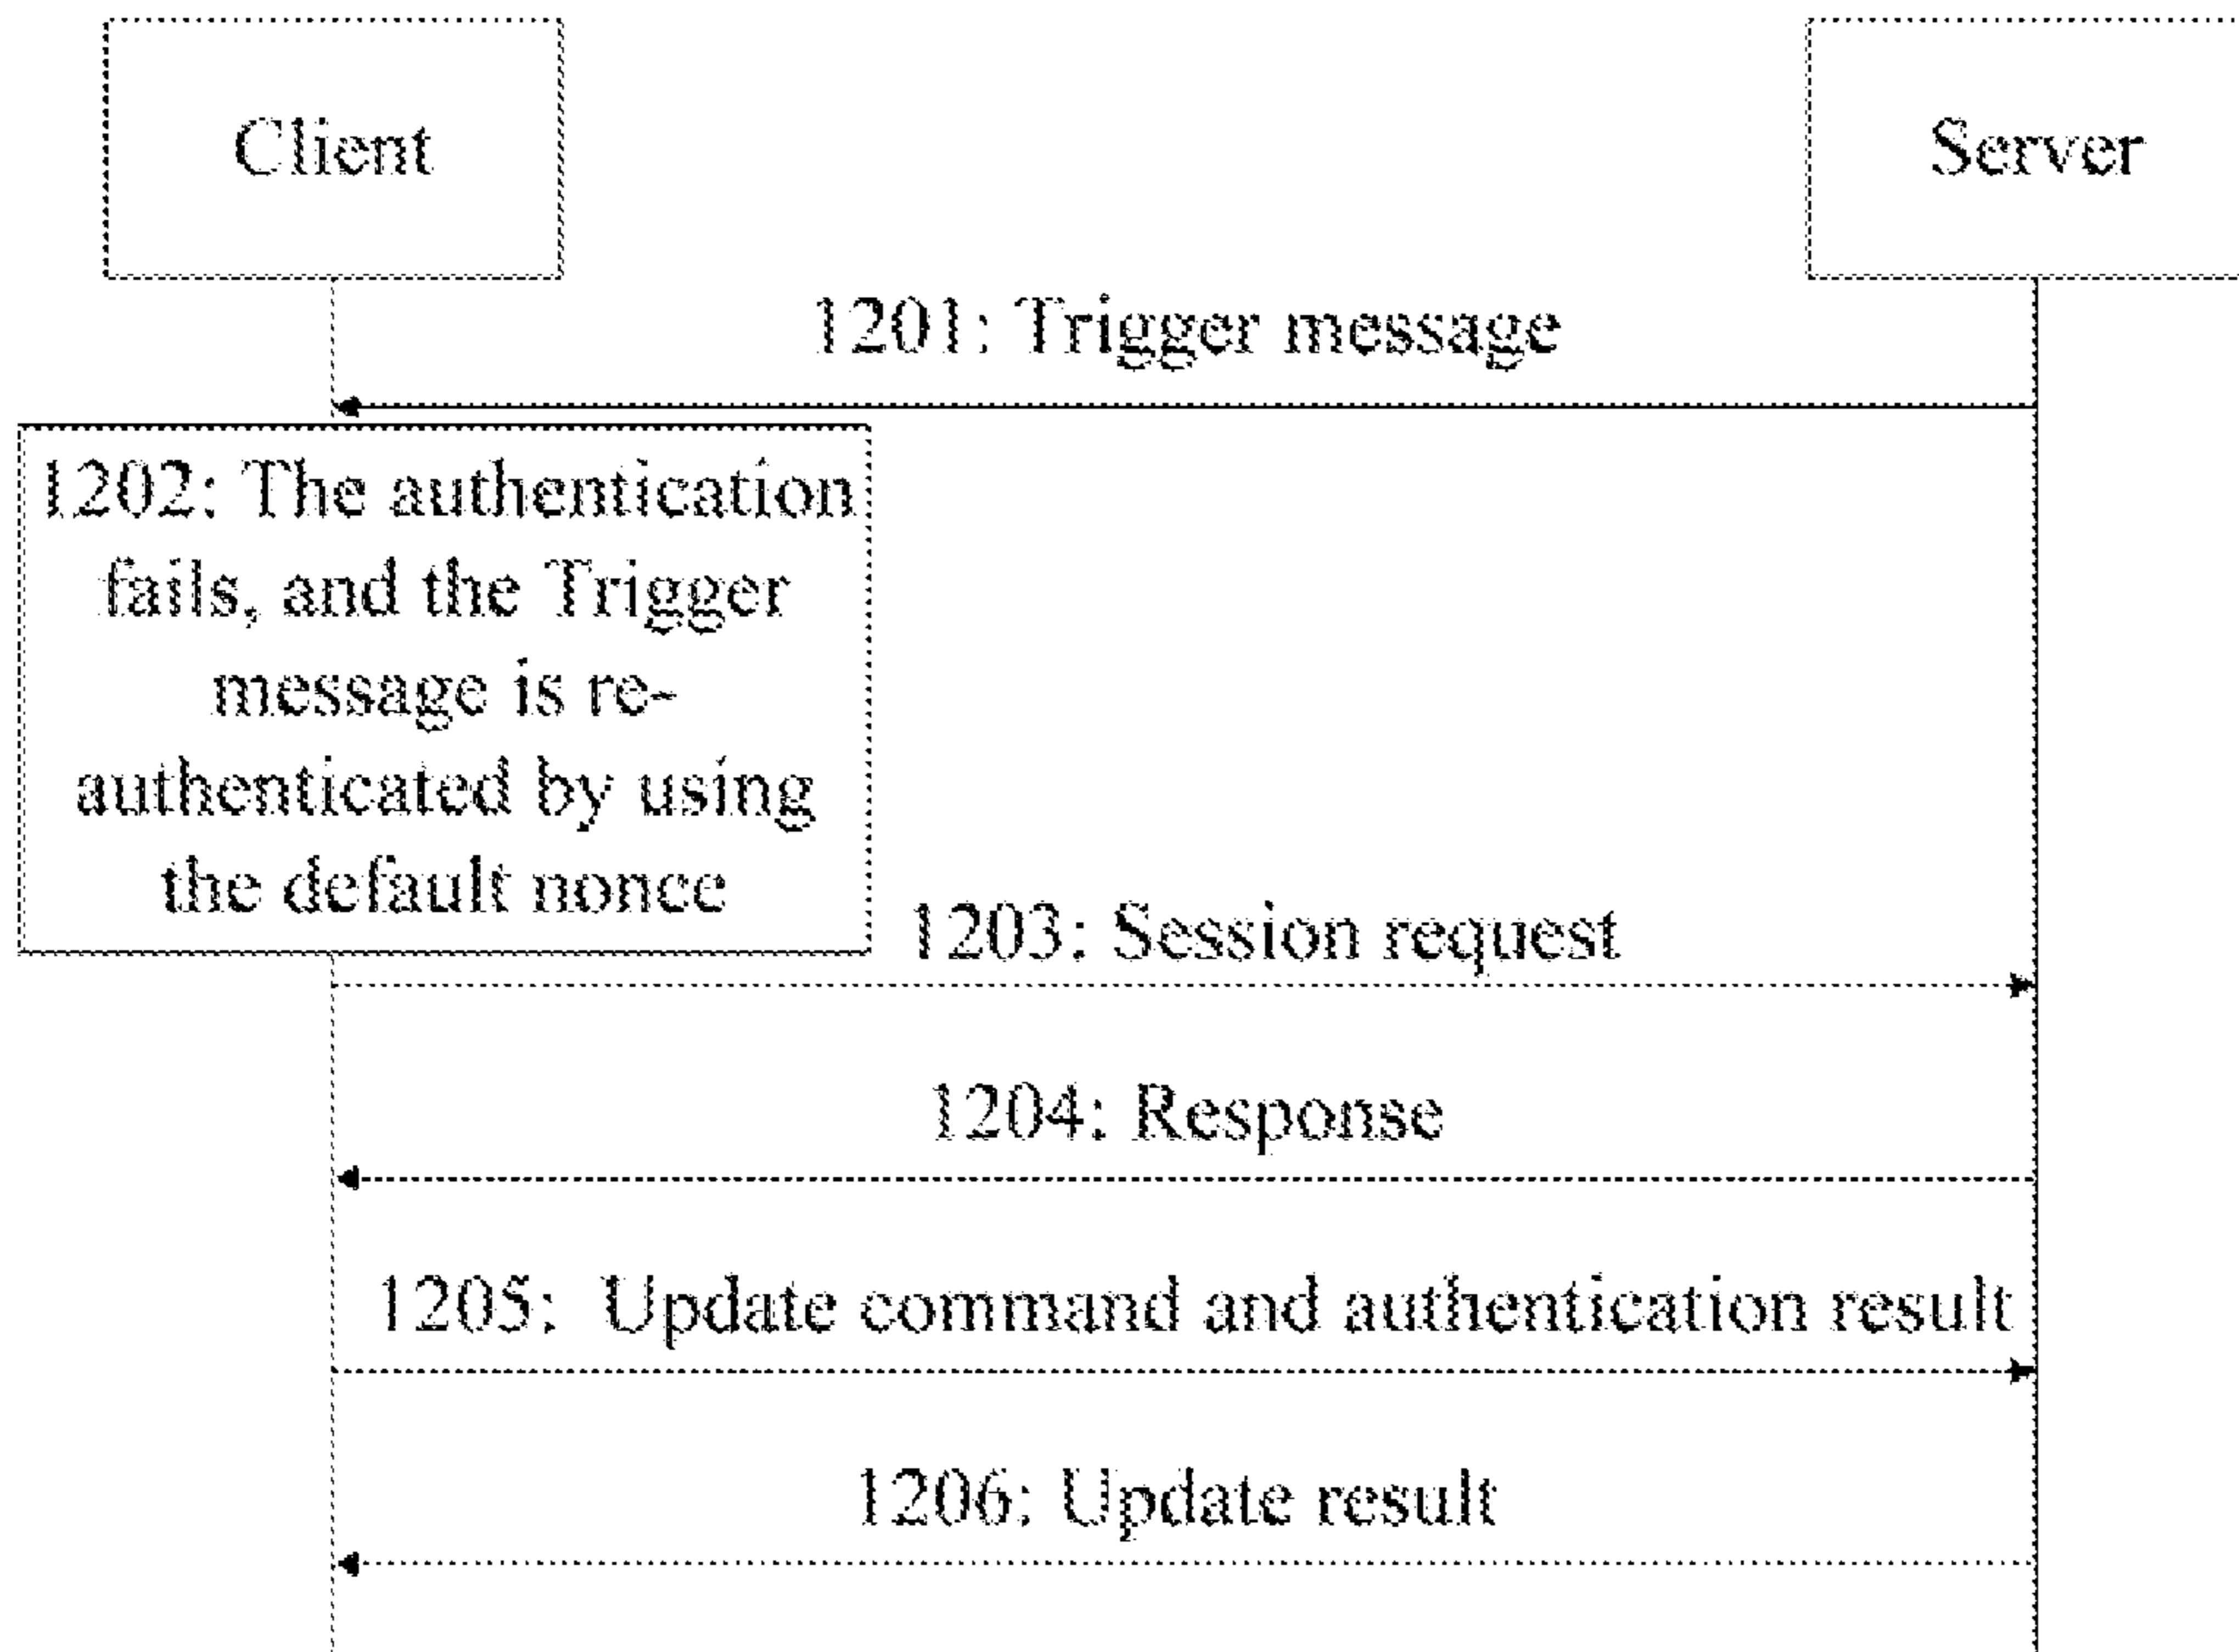 Client
Server
1201: Trigger message
1202: The authentication
fails, and the Trigger
message is re-
authenticated by using
the default nonce
1203: Session request
1204: Response
1205: Update command and authentication result
1206: Update result